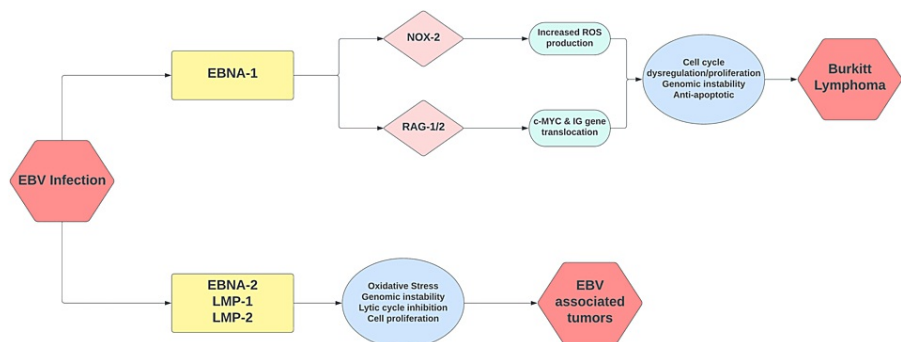 EBV Infection
EBNA-1
NOX-2
RAG-1/2
Increased ROS
production
c-MYC & IG gene
translocation
Cell cycle
dysregulation/proliferation
Genomic instability
Anti-apoptotic
Burkitt
Lymphoma
EBNA-2
LMP-1
LMP-2
Oxidative Stress
Genomic instability
Lytic cycle inhibition
Cell proliferation
EBV
associated
tumors